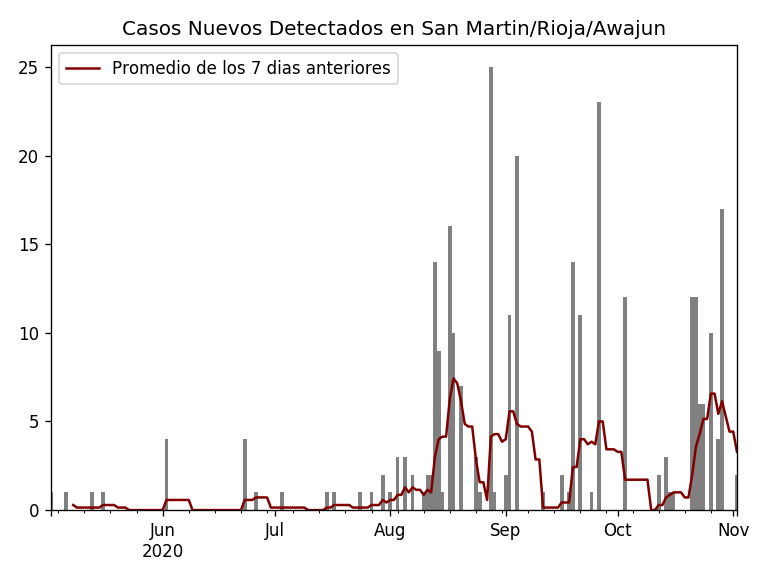 Casos Nuevos Detectados en San Martin/Rioja/Awajun
Promedio de los 7 dias anteriores
25
20
15
10
5
0
Jun Jul Aug Sep Oct Nov
2020